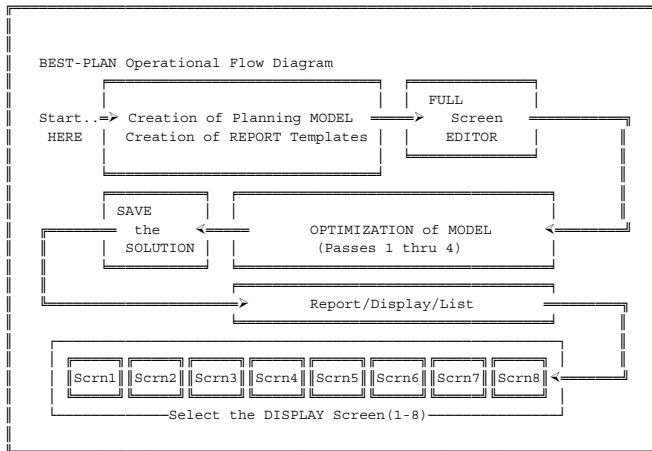 BEST-PLAN Operational Flow Diagram
FULL
Start.. Creation of Planning MODEL Screen
HERE Creation of REPORT Templates EDITOR
SAVE
the OPTIMIZATION of MODEL
SOLUTION (Passes 1 thru 4)
Report/Display/List
Scrn1 Scrn2 Scrn3 Scrn4 Scrn5 Scrn6 Scrn7 Scrn8
Select the DISPLAY Screen(1-8)